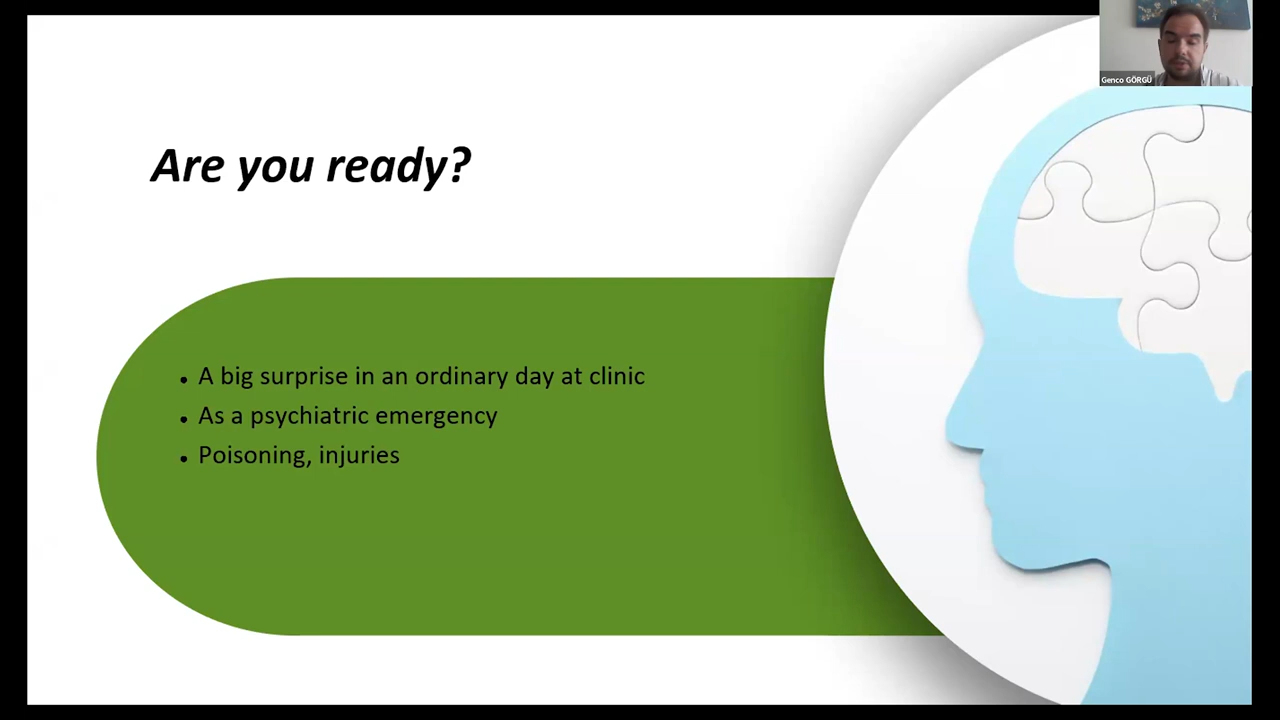 Genco GÖRGÜ
Are you ready?
• A big surprise in an ordinary day at clinic
• As a psychiatric emergency
• Poisoning, injuries